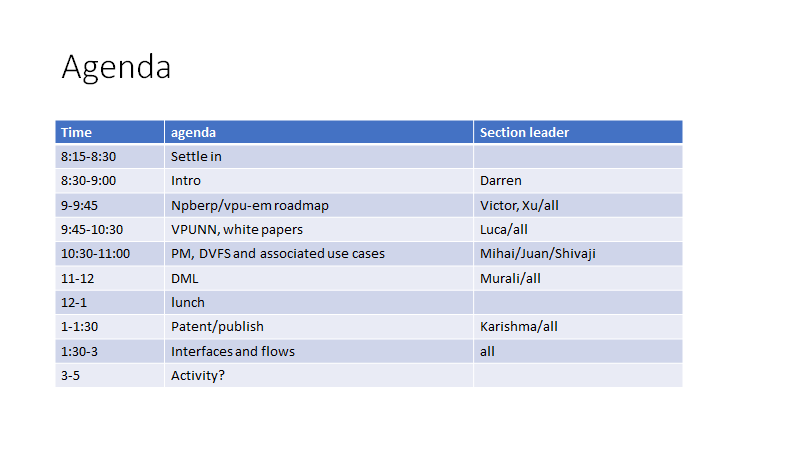 Agenda
Time agenda Section leader
8:15-8:30 Settle in
8:30-9:00 Intro Darren
9-9:45 Npberp/vpu-em roadmap Victor, Xu/all
9:45-10:30 VPUNN, white papers Luca/all
10:30-11:00 PM, DVFS and associated use cases Mihai/Juan/Shivaji
11-12 DML Murali/all
12-1 lunch
1-1:30 Patent/publish Karishma/all
1:30-3 Interfaces and flows all
3-5 Activity?